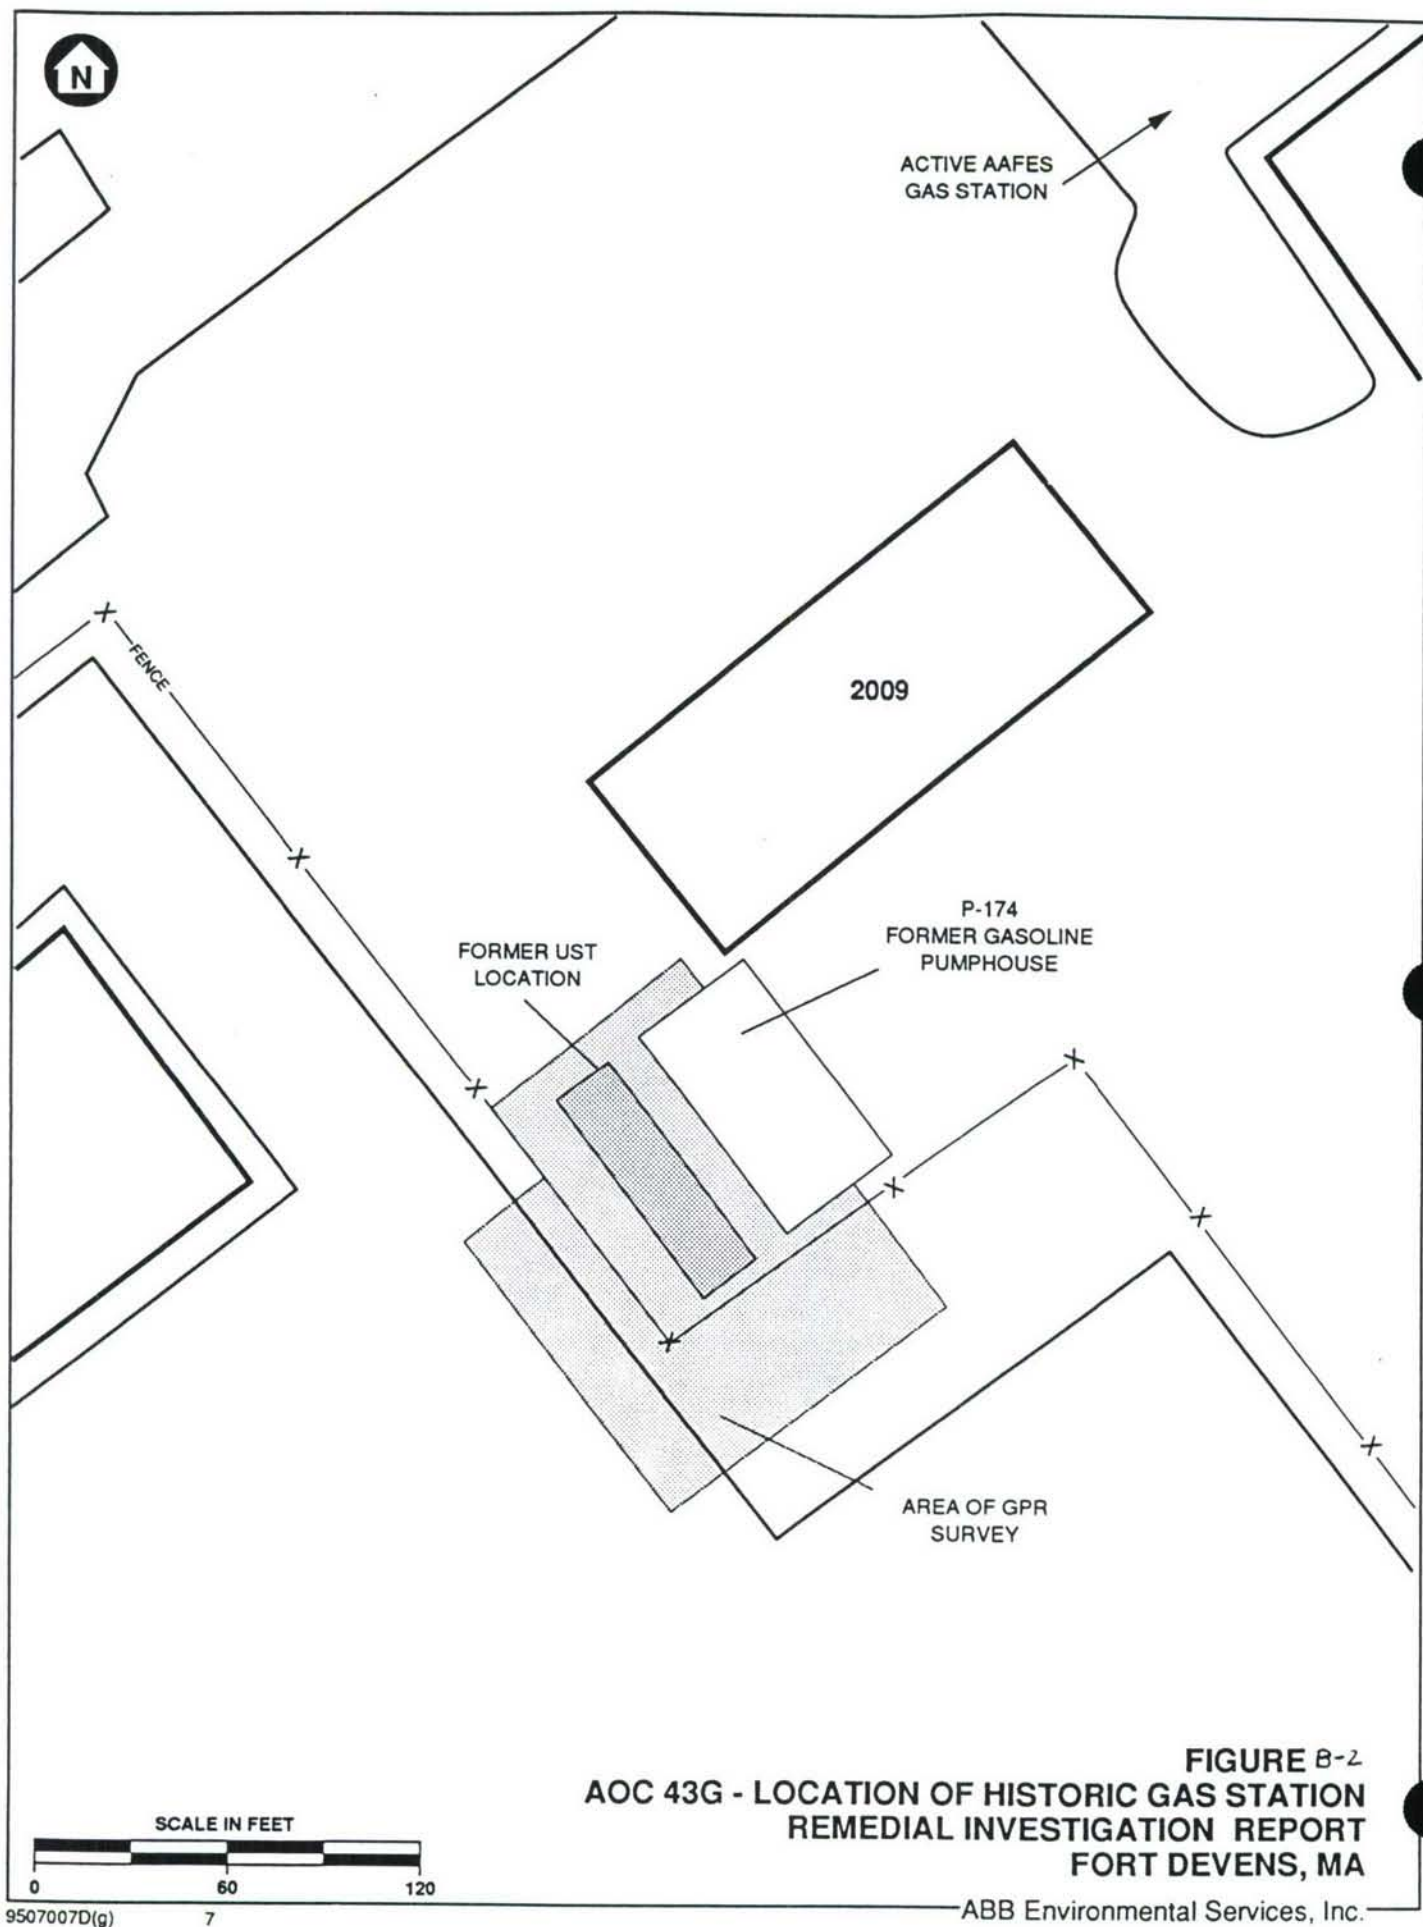 N
ACTIVE AAFES
GAS STATION
FENCE
2009
P-174
FORMER GASOLINE
PUMPHOUSE
FORMER UST
LOCATION
AREA OF GPR
SURVEY
FIGURE B-2
AOC 43G - LOCATION OF HISTORIC GAS STATION
REMEDIAL INVESTIGATION REPORT
FORT DEVENS, MA
SCALE IN FEET
0 60 120
ABB Environmental Services, Inc.
9507007D(g) 7